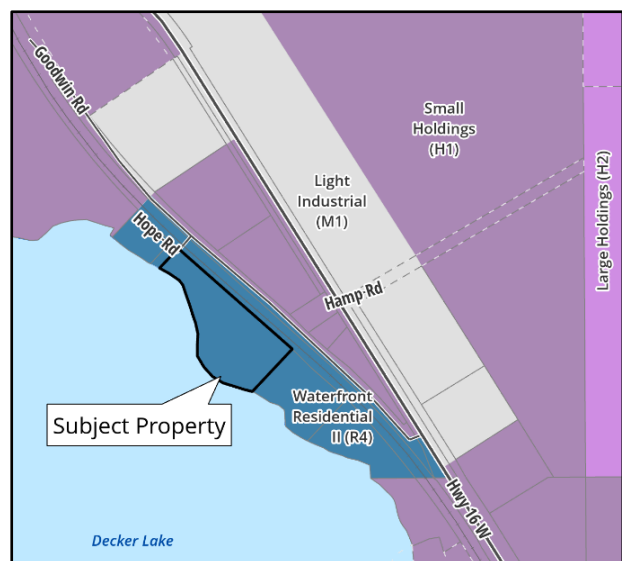 Goodwin Rd
Small
Holdings
(H1)
Large Holdings (H2)
Light
Industrial
(M1)
Hope Rd
Hamp Rd
Waterfront
Residential
II (R4)
Subject Property
Hwy 16 W
Decker Lake